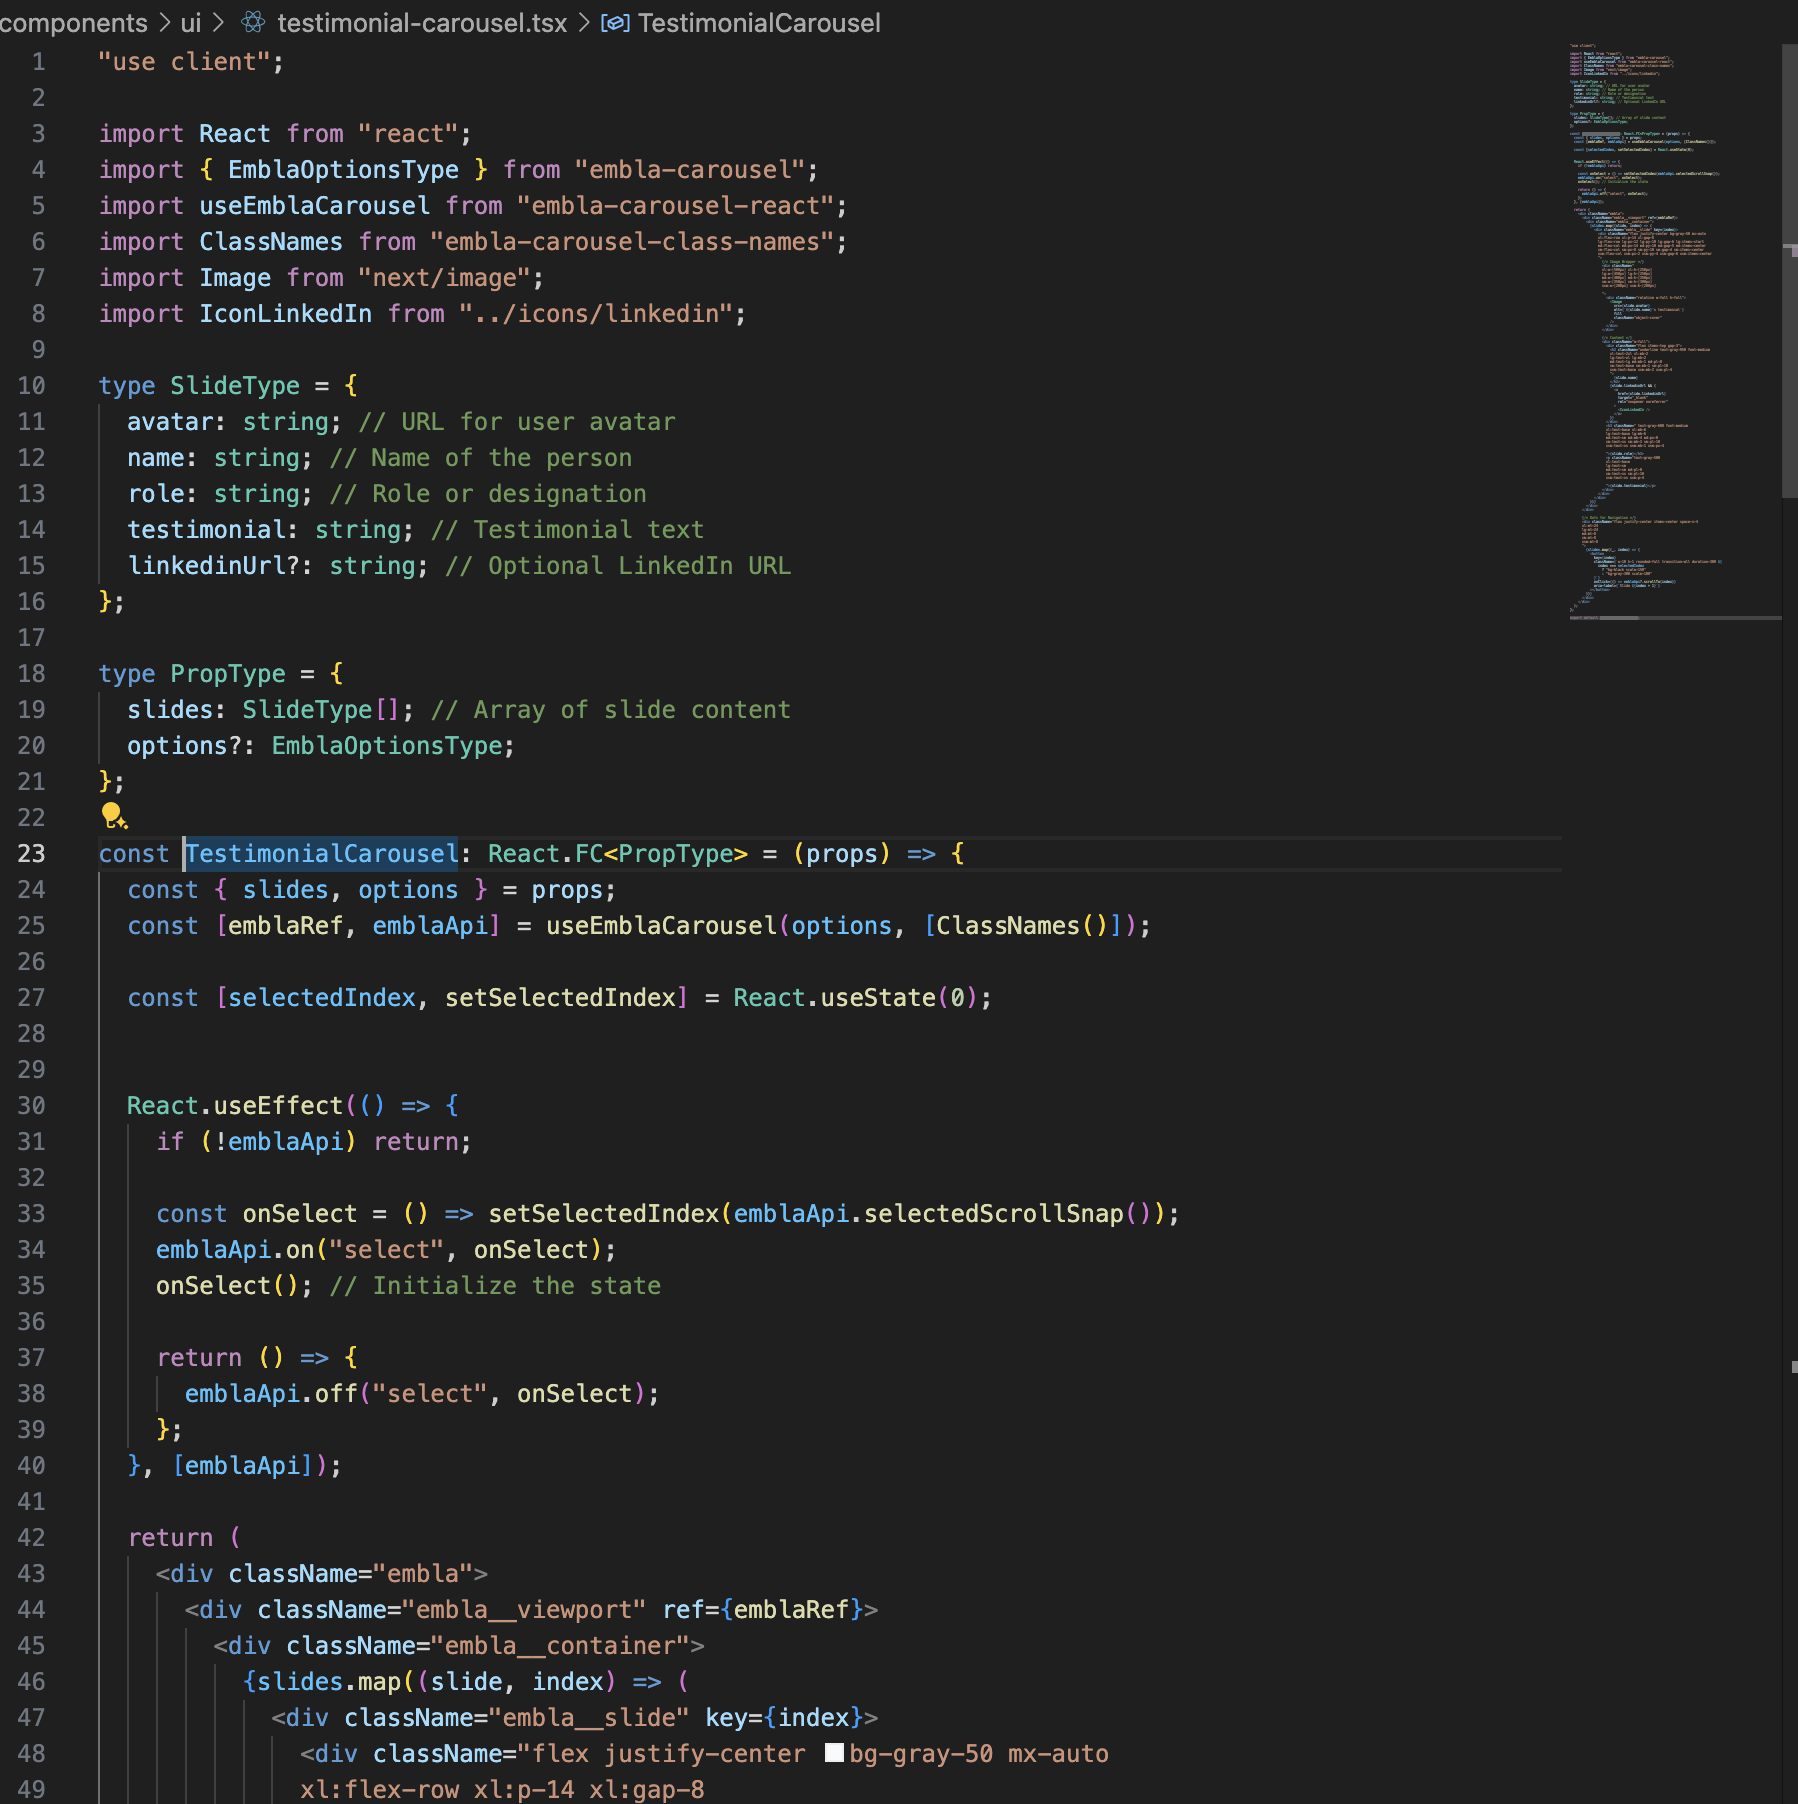 components > ui > testimonial-carousel.tsx > TestimonialCarousel
1 "use client";
2
3 import React from "react";
4 import { EmblaOptionsType } from "embla-carousel";
5 import useEmblaCarousel from "embla-carousel-react";
6 import ClassNames from "embla-carousel-class-names";
7 import Image from "next/image";
8 import IconLinkedIn from "../icons/linkedin";
9
10 type SlideType = {
11   avatar: string; // URL for user avatar
12   name: string; // Name of the person
13   role: string; // Role or designation
14   testimonial: string; // Testimonial text
15   linkedinUrl?: string; // Optional LinkedIn URL
16 };
17
18 type PropType = {
19   slides: SlideType[]; // Array of slide content
20   options?: EmblaOptionsType;
21 };
22
23 const TestimonialCarousel: React.FC<PropType> = (props) => {
24   const { slides, options } = props;
25   const [emblaRef, emblaApi] = useEmblaCarousel(options, [ClassNames()]);
26
27   const [selectedIndex, setSelectedIndex] = React.useState(0);
28
29
30   React.useEffect(() => {
31     if (!emblaApi) return;
32
33     const onSelect = () => setSelectedIndex(emblaApi.selectedScrollSnap());
34     emblaApi.on("select", onSelect);
35     onSelect(); // Initialize the state
36
37     return () => {
38       emblaApi.off("select", onSelect);
39     };
40   }, [emblaApi]);
41
42   return (
43     <div className="embla">
44       <div className="embla__viewport" ref={emblaRef}>
45         <div className="embla__container">
46           {slides.map((slide, index) => (
47             <div className="embla__slide" key={index}>
48               <div className="flex justify-center bg-gray-50 mx-auto
49               xl:flex-row xl:p-14 xl:gap-8